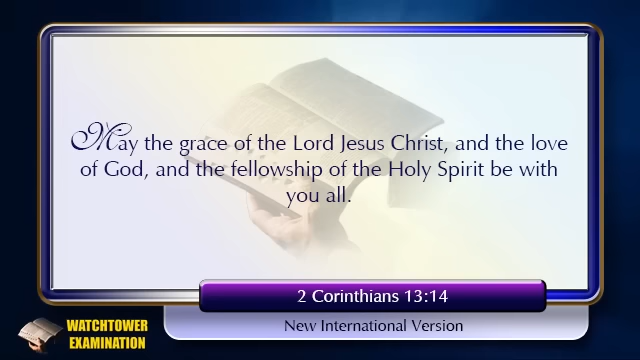 May the grace of the Lord Jesus Christ, and the love
of God, and the fellowship of the Holy Spirit be with
you all.
2 Corinthians 13:14
New International Version
WATCHTOWER
EXAMINATION